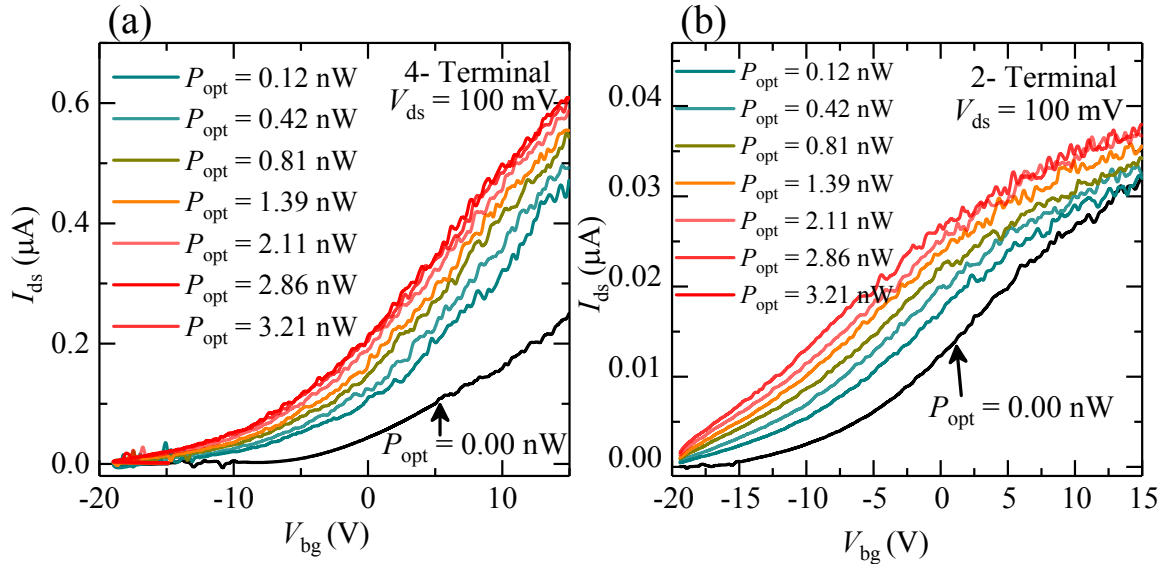 (a)
4- Terminal
V_ds = 100 mV
P_opt = 0.12 nW
P_opt = 0.42 nW
P_opt = 0.81 nW
P_opt = 1.39 nW
P_opt = 2.11 nW
P_opt = 2.86 nW
P_opt = 3.21 nW
P_opt = 0.00 nW
I_ds (μA)
0.6
0.4
0.2
0.0
-20 -10 0 10
V_bg (V)
(b)
2- Terminal
V_ds = 100 mV
P_opt = 0.12 nW
P_opt = 0.42 nW
P_opt = 0.81 nW
P_opt = 1.39 nW
P_opt = 2.11 nW
P_opt = 2.86 nW
P_opt = 3.21 nW
P_opt = 0.00 nW
I_ds (μA)
0.04
0.03
0.02
0.01
0.00
-20 -15 -10 -5 0 5 10 15
V_bg (V)